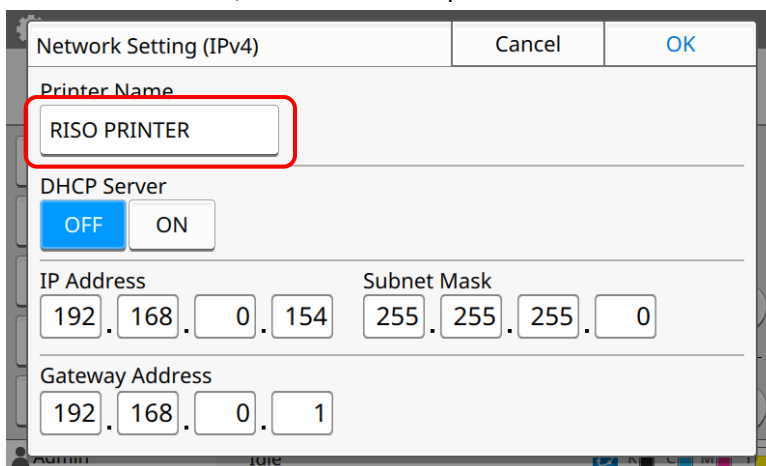 Network Setting (IPv4) Cancel OK
Printer Name
RISO PRINTER
DHCP Server
OFF ON
IP Address Subnet Mask
192 . 168 . 0 . 154 255 . 255 . 255 . 0
Gateway Address
192 . 168 . 0 . 1
Admin Idle K C M Y